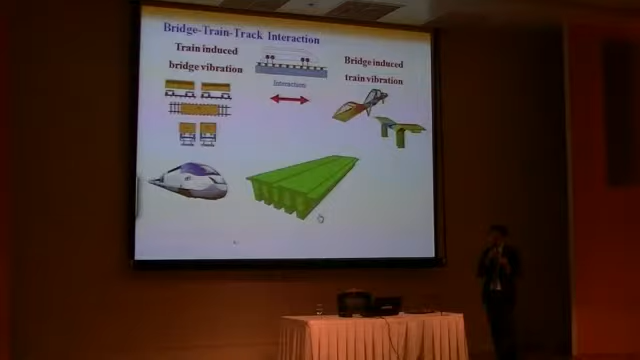 Bridge-Train-Track Interaction
Train induced
bridge vibration
Interaction
Bridge induced
train vibration